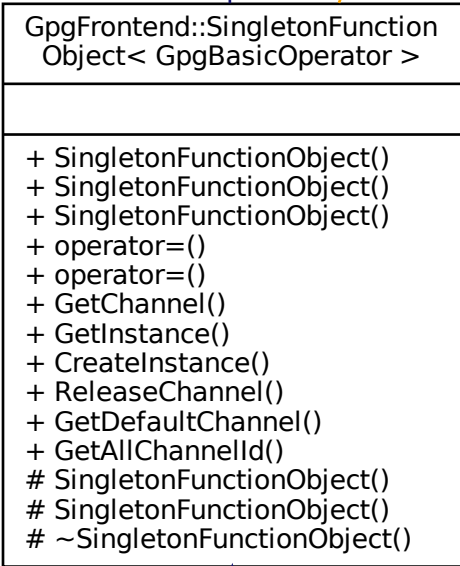 GpgFrontend::SingletonFunction
Object< GpgBasicOperator >
+ SingletonFunctionObject()
+ SingletonFunctionObject()
+ SingletonFunctionObject()
+ operator=()
+ operator=()
+ GetChannel()
+ GetInstance()
+ CreateInstance()
+ ReleaseChannel()
+ GetDefaultChannel()
+ GetAllChannelId()
# SingletonFunctionObject()
# SingletonFunctionObject()
# ~SingletonFunctionObject()